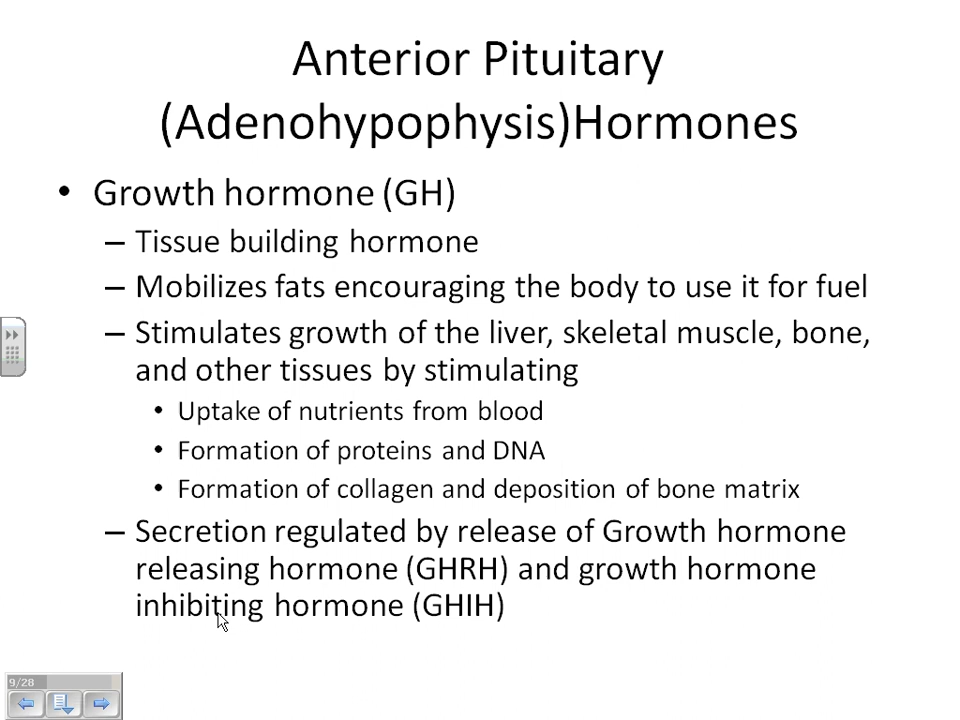 Anterior Pituitary
(Adenohypophysis)Hormones
• Growth hormone (GH)
– Tissue building hormone
– Mobilizes fats encouraging the body to use it for fuel
– Stimulates growth of the liver, skeletal muscle, bone,
and other tissues by stimulating
• Uptake of nutrients from blood
• Formation of proteins and DNA
• Formation of collagen and deposition of bone matrix
– Secretion regulated by release of Growth hormone
releasing hormone (GHRH) and growth hormone
inhibiting hormone (GHIH)
9/28